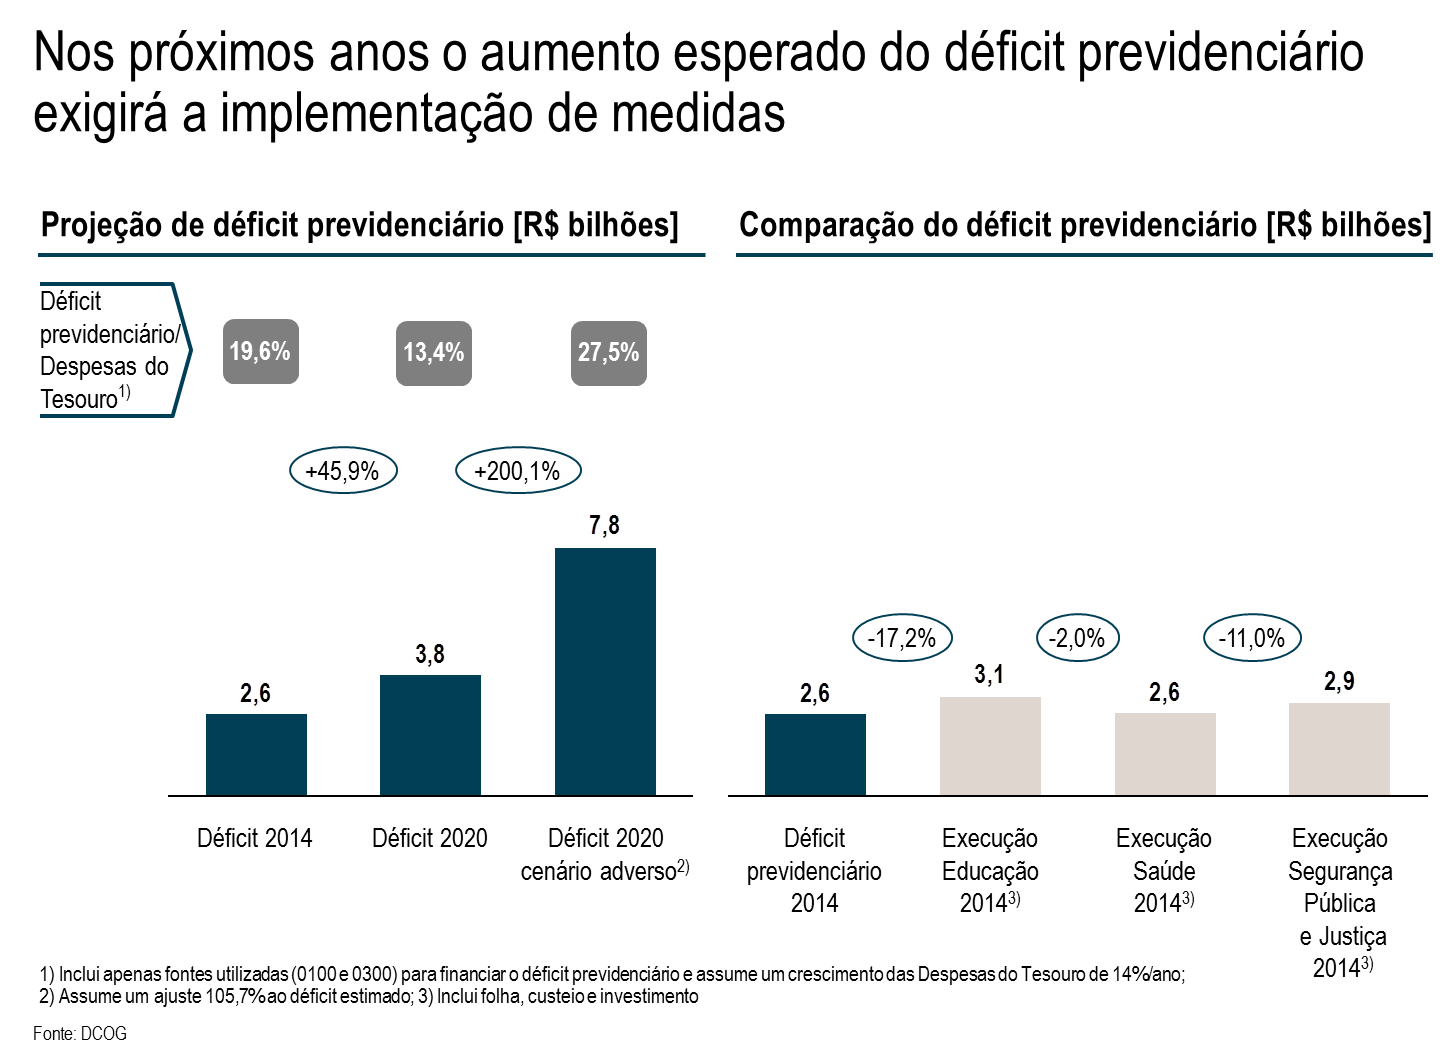 Nos próximos anos o aumento esperado do déficit previdenciário
exigirá a implementação de medidas
Projeção de déficit previdenciário [R$ bilhões]
Déficit
previdenciário/
Despesas do
Tesouro1)
19,6%
13,4%
27,5%
+45,9%
+200,1%
2,6
3,8
7,8
Déficit 2014
Déficit 2020
Déficit 2020
cenário adverso2)
Comparação do déficit previdenciário [R$ bilhões]
-17,2%
-2,0%
-11,0%
2,6
3,1
2,6
2,9
Déficit
previdenciário
2014
Execução
Educação
20143)
Execução
Saúde
20143)
Execução
Segurança
Pública
e Justiça
20143)
1) Inclui apenas fontes utilizadas (0100 e 0300) para financiar o déficit previdenciário e assume um crescimento das Despesas do Tesouro de 14%/ano;
2) Assume um ajuste 105,7% ao déficit estimado; 3) Inclui folha, custeio e investimento
Fonte: DCOG